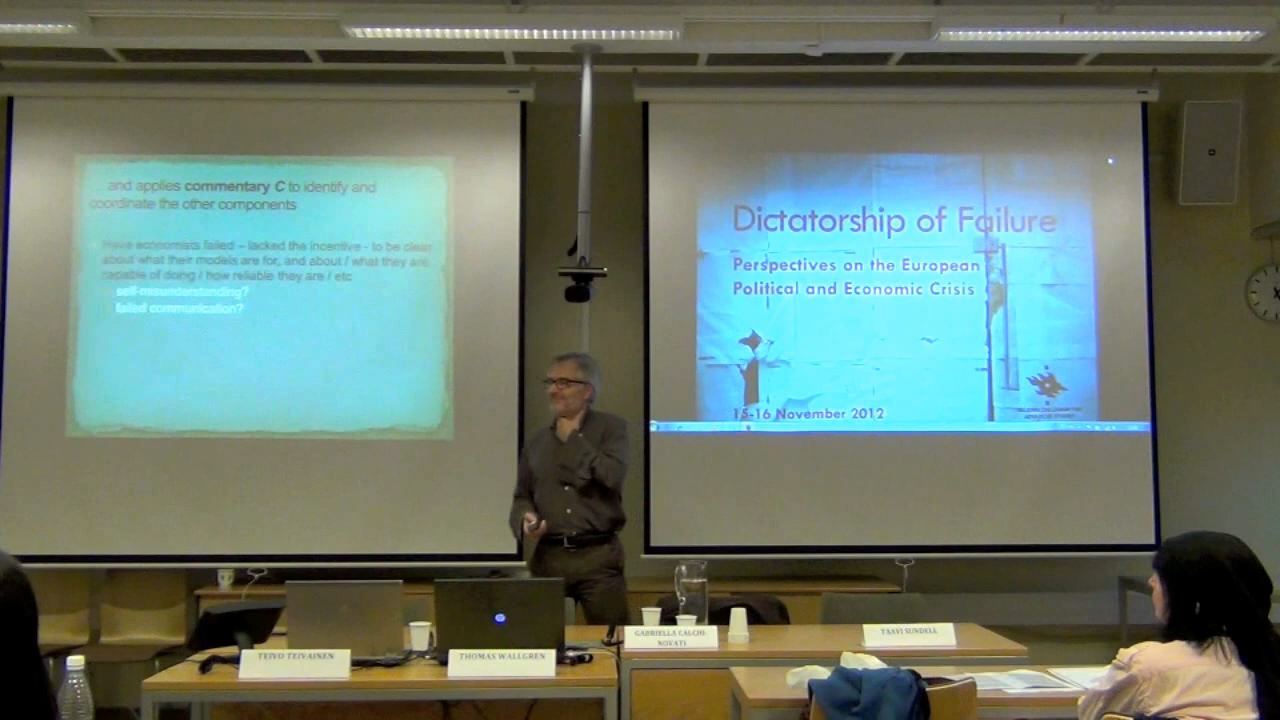 ... and applies commentary C to identify and
coordinate the other components
Have economists failed – lacked the incentive - to be clear
about what their models are for, and about / what they are
capable of doing / how reliable they are / etc
self-misunderstanding?
failed communication?
Dictatorship of Failure
Perspectives on the European
Political and Economic Crisis
15-16 November 2012
TEIVO TEIVAINEN
THOMAS WALLGREN
GABRIELLA CALCHI-
NOVATI
TAAVI SUNDELL